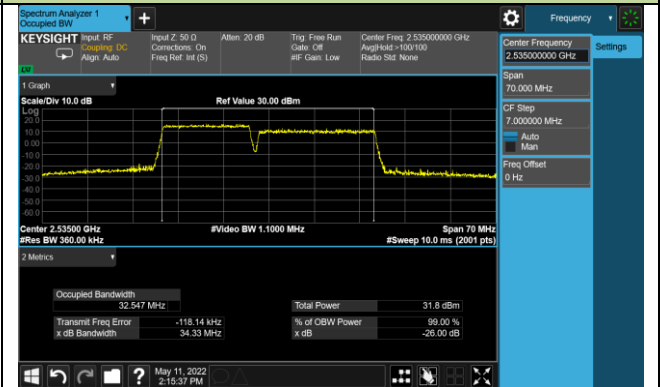 Spectrum Analyzer 1
Occupied BW
+
Frequency
KEYSIGHT
Input: RF
Coupling: DC
Align: Auto
Input Z: 50 Ω
Corrections: On
Freq Ref: Int (S)
Atten: 20 dB
Trig: Free Run
Gate: Off
#IF Gain: Low
Center Freq: 2.535000000 GHz
Avg|Hold:>100/100
Radio Std: None
Center Frequency
2.535000000 GHz
Settings
Span
70.000 MHz
CF Step
7.000000 MHz
Auto
Man
Freq Offset
0 Hz
1 Graph
Scale/Div 10.0 dB
Ref Value 30.00 dBm
Log
20.0
10.0
0.00
-10.0
-20.0
-30.0
-40.0
-50.0
-60.0
Center 2.53500 GHz
#Video BW 1.1000 MHz
Span 70 MHz
#Res BW 360.00 kHz
#Sweep 10.0 ms (2001 pts)
2 Metrics
Occupied Bandwidth
32.547 MHz
Total Power
31.8 dBm
Transmit Freq Error
-118.14 kHz
% of OBW Power
99.00 %
x dB Bandwidth
34.33 MHz
x dB
-26.00 dB
?
May 11, 2022
2:15:37 PM